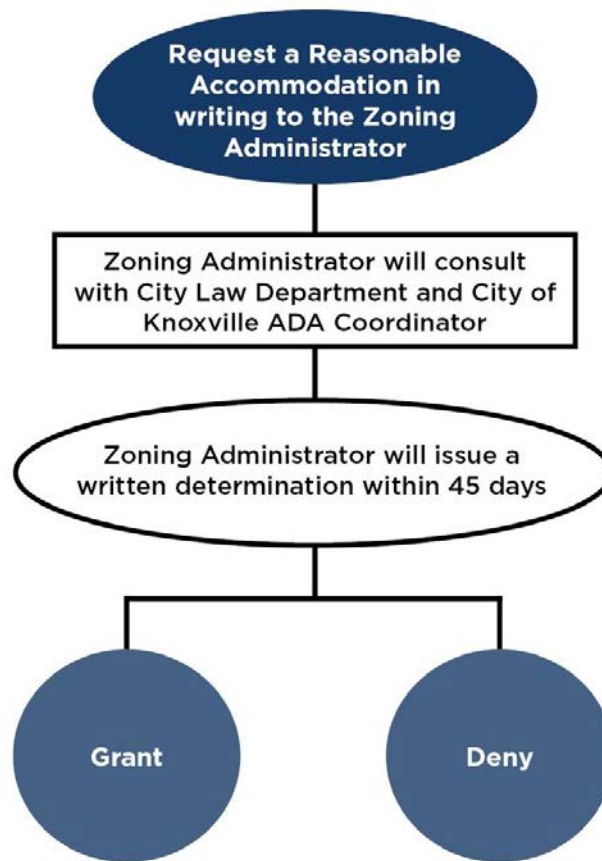 Request a Reasonable
Accommodation in
writing to the Zoning
Administrator
Zoning Administrator will consult
with City Law Department and City of
Knoxville ADA Coordinator
Zoning Administrator will issue a
written determination within 45 days
Grant
Deny